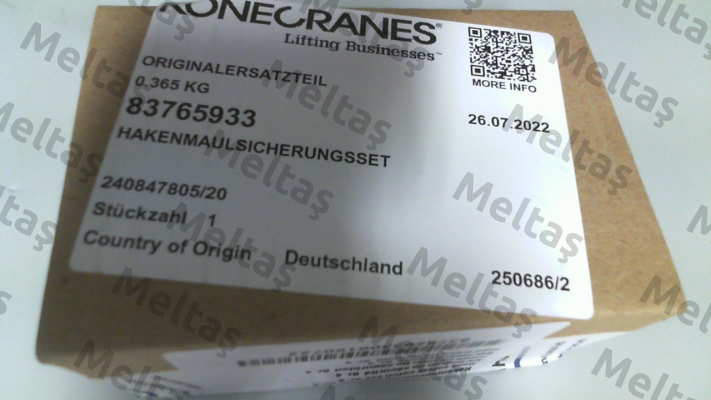 KONECRANES®
Lifting Businesses™
ORIGINALERSATZTEIL
0,365 KG
MORE INFO
83765933
26.07.2022
HAKENMAULSICHERUNGSSET
240847805/20
Stückzahl 1
Country of Origin Deutschland
250686/2
Meltaş